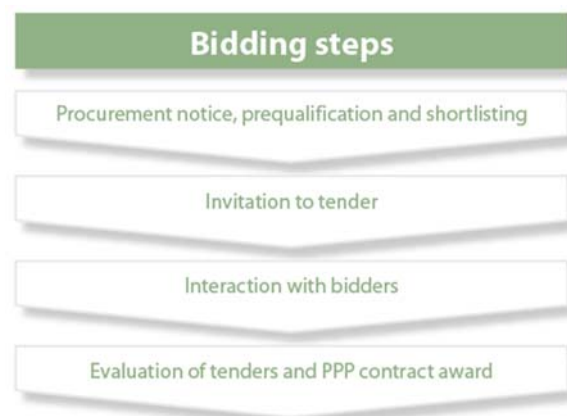 Bidding steps
Procurement notice, prequalification and shortlisting
Invitation to tender
Interaction with bidders
Evaluation of tenders and PPP contract award